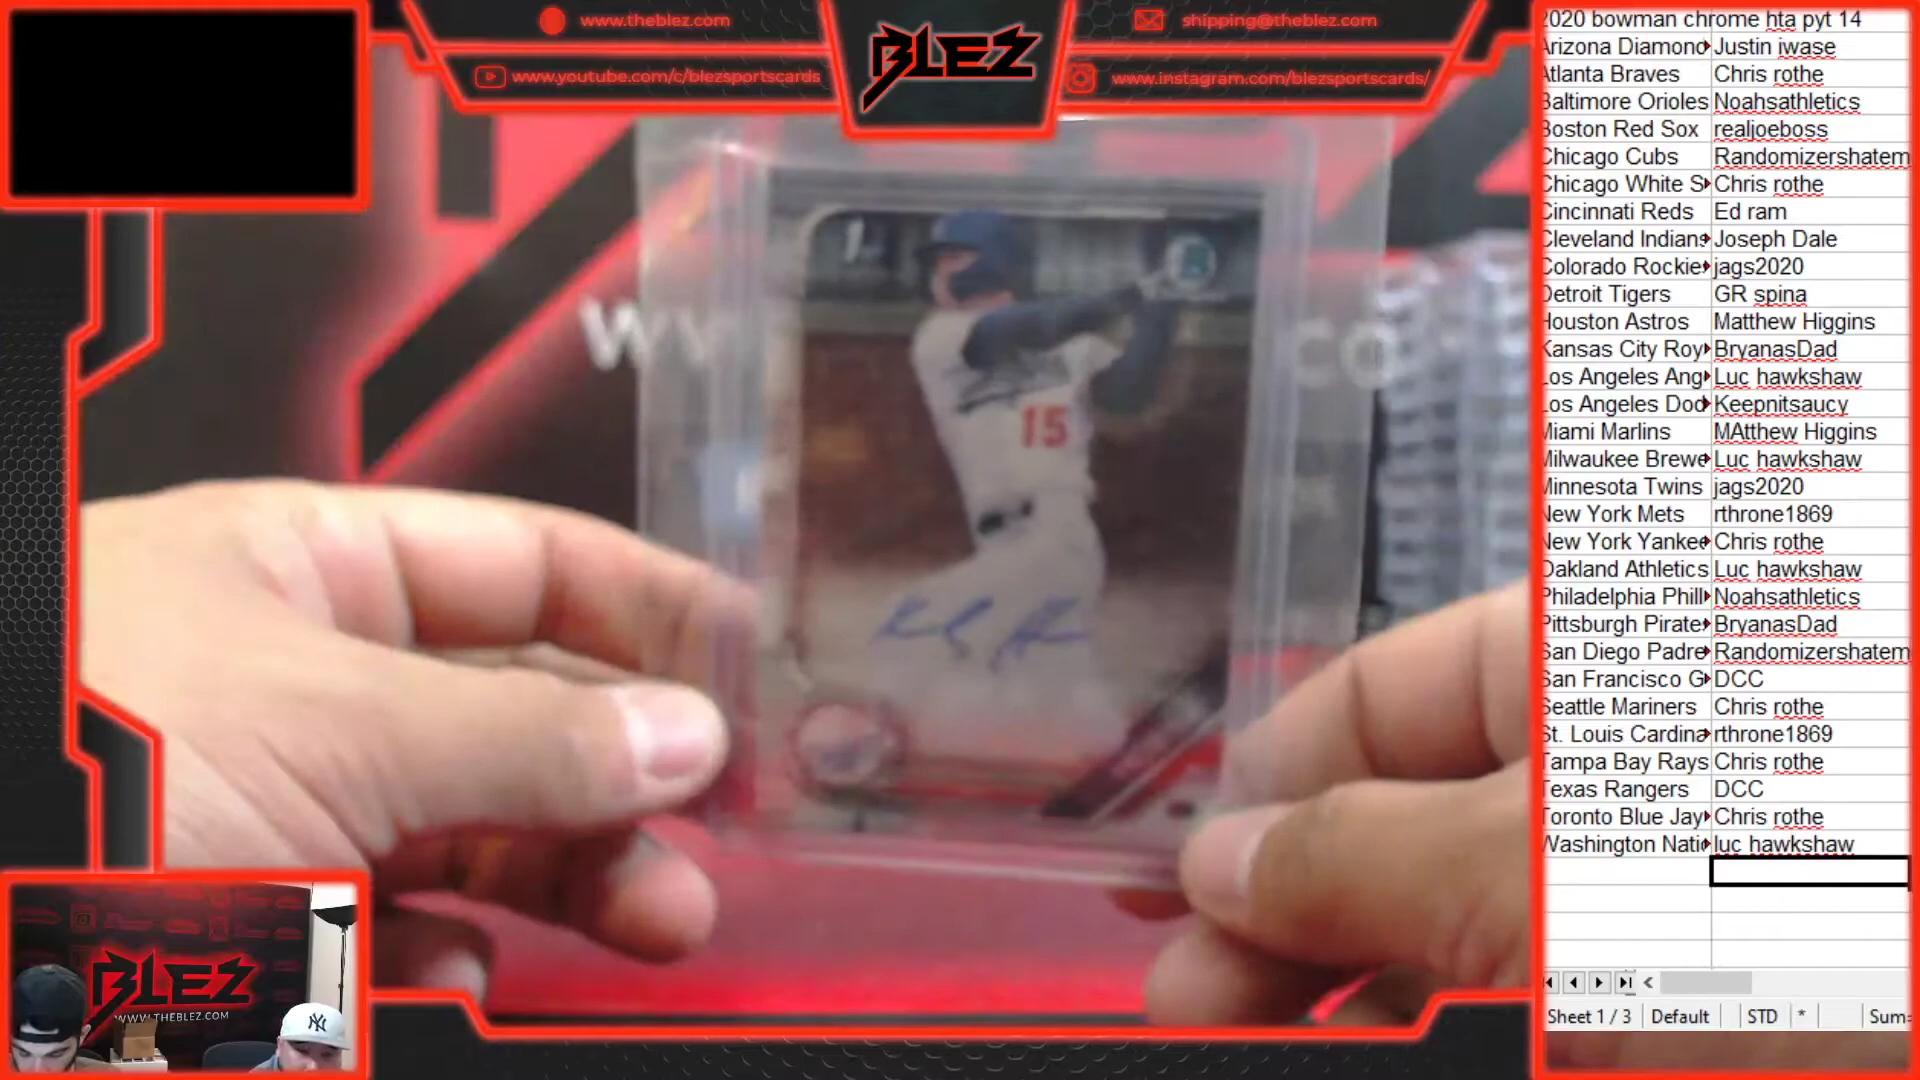 www.theblez.com
shipping@theblez.com
BLEZ
www.youtube.com/c/blezsportscards
www.instagram.com/blezsportscards/
2020 bowman chrome hta pyt 14
Arizona Diamond Justin iwase
Atlanta Braves Chris rothe
Baltimore Orioles Noahsathletics
Boston Red Sox realjoeboss
Chicago Cubs Randomizershatem
Chicago White S Chris rothe
Cincinnati Reds Ed ram
Cleveland Indians Joseph Dale
Colorado Rockie jags2020
Detroit Tigers GR spina
Houston Astros Matthew Higgins
Kansas City Roy BryanasDad
Los Angeles Ang Luc hawkshaw
Los Angeles Dod Keepnitsaucy
Miami Marlins MAtthew Higgins
Milwaukee Brewe Luc hawkshaw
Minnesota Twins jags2020
New York Mets rthrone1869
New York Yankee Chris rothe
Oakland Athletics Luc hawkshaw
Philadelphia Phill Noahsathletics
Pittsburgh Pirate BryanasDad
San Diego Padre Randomizershatem
San Francisco G DCC
Seattle Mariners Chris rothe
St. Louis Cardina rthrone1869
Tampa Bay Rays Chris rothe
Texas Rangers DCC
Toronto Blue Jay Chris rothe
Washington Natio luc hawkshaw
Sheet 1 / 3 Default STD * Sum=
15
BLEZ
WWW.THEBLEZ.COM
NY